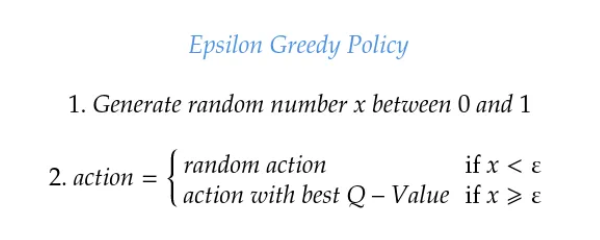 Epsilon Greedy Policy
1. Generate random number x between 0 and 1
2. action = { random action if x < ε
action with best Q – Value if x ⩾ ε